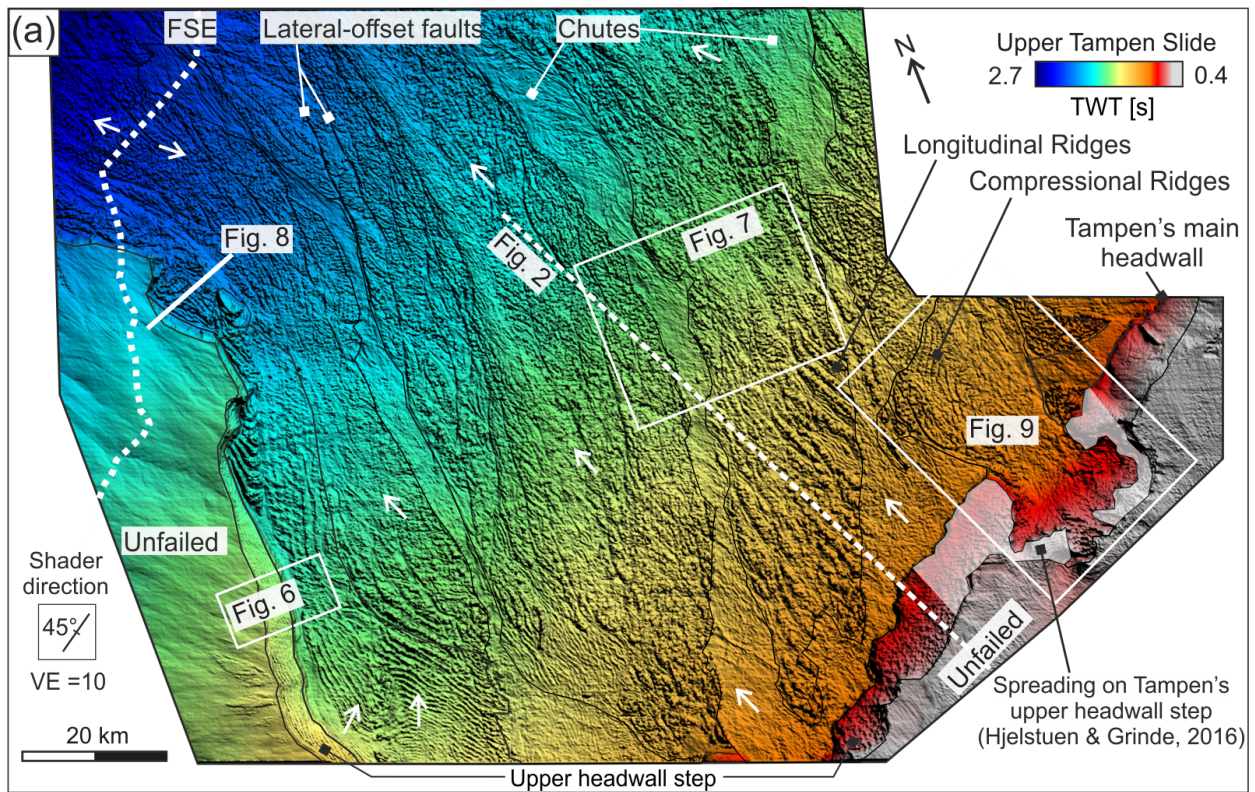 (a)
FSE
Lateral-offset faults
Chutes
N
Upper Tampen Slide
2.7
0.4
TWT [s]
Longitudinal Ridges
Compressional Ridges
Tampen's main
headwall
Fig. 8
Fig. 2
Fig. 7
Fig. 9
Unfailed
Shader
direction
45°
VE =10
Fig. 6
20 km
Unfailed
Spreading on Tampen's
upper headwall step
(Hjelstuen & Grinde, 2016)
Upper headwall step